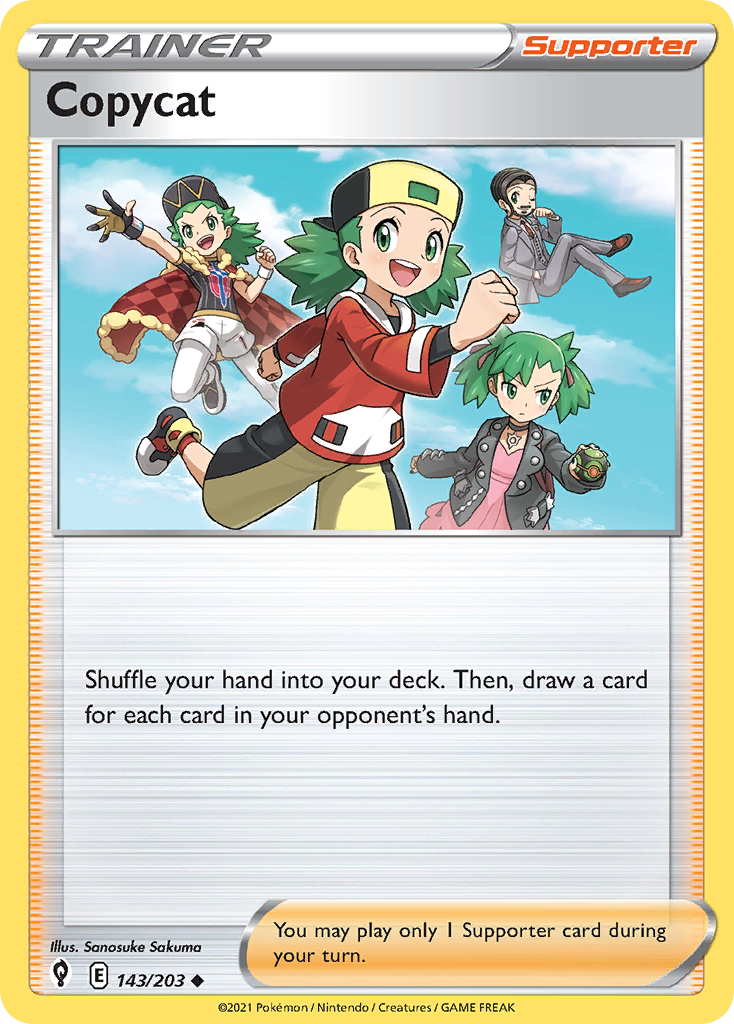 TRAINER Supporter
Copycat
Shuffle your hand into your deck. Then, draw a card
for each card in your opponent's hand.
You may play only 1 Supporter card during
your turn.
Illus. Sanosuke Sakuma
E 143/203
©2021 Pokémon / Nintendo / Creatures / GAME FREAK